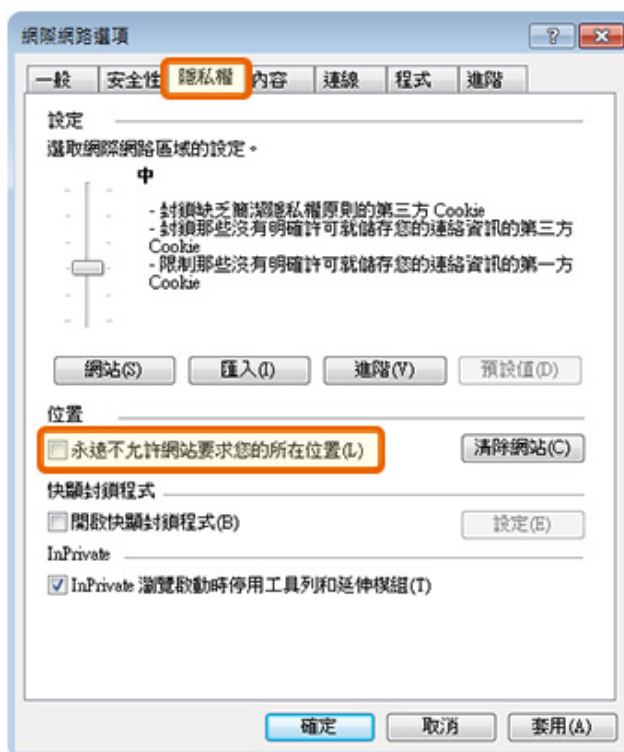 網際網路選項
一般 安全性 隱私權 內容 連線 程式 進階
設定
選取網際網路區域的設定。
中
- 封鎖缺乏簡潔隱私權原則的第三方 Cookie
- 封鎖那些沒有明確許可就儲存您的連絡資訊的第三方
Cookie
- 限制那些沒有明確許可就儲存您的連絡資訊的第一方
Cookie
網站(S) 匯入(I) 進階(V) 預設值(D)
位置
永遠不允許網站要求您的所在位置(L) 清除網站(C)
快顯封鎖程式
開啟快顯封鎖程式(B) 設定(E)
InPrivate
InPrivate 瀏覽啟動時停用工具列和延伸模組(T)
確定 取消 套用(A)